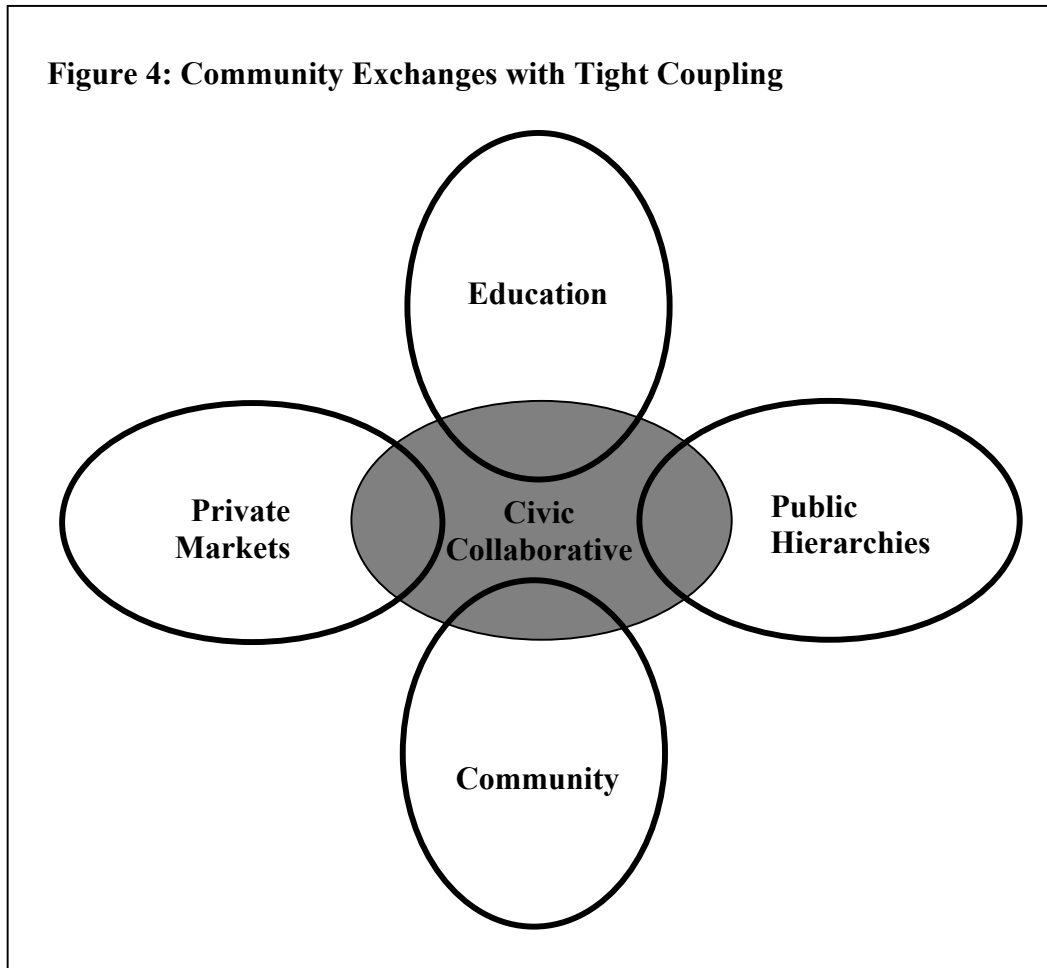 Figure 4: Community Exchanges with Tight Coupling
Education
Private
Markets
Civic
Collaborative
Public
Hierarchies
Community